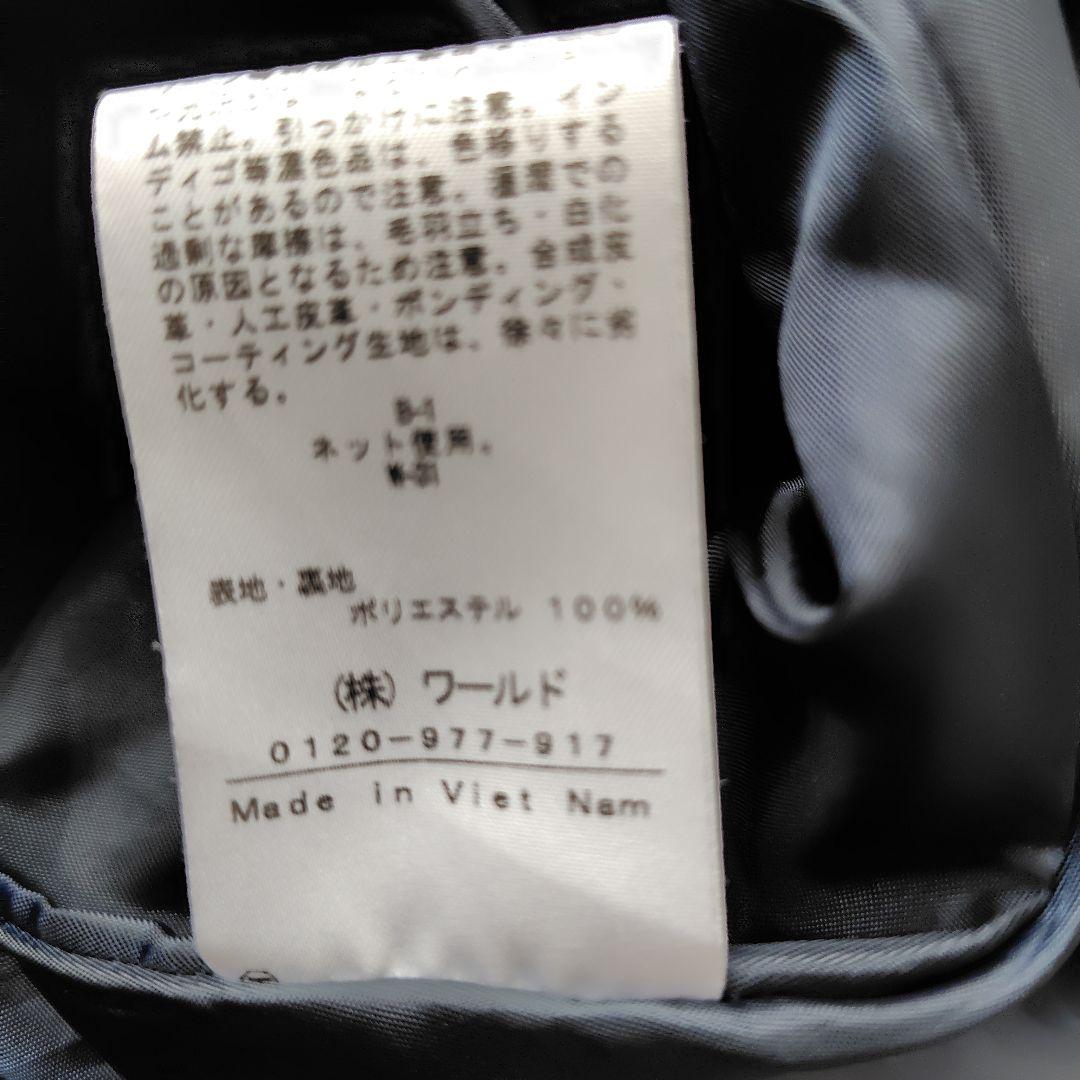 ム禁止。引っかけに注意。イン
ディゴ等濃色品は、色移りする
ことがあるので注意。湿潤での
過剰な摩擦は、毛羽立ち・白化
の原因となるため注意。合成皮
革・人工皮革・ボンディング・
コーティング生地は、徐々に劣
化する。
B-1
ネット使用。
表地・裏地
ポリエステル 100%
(株) ワールド
0120-977-917
Made in Viet Nam